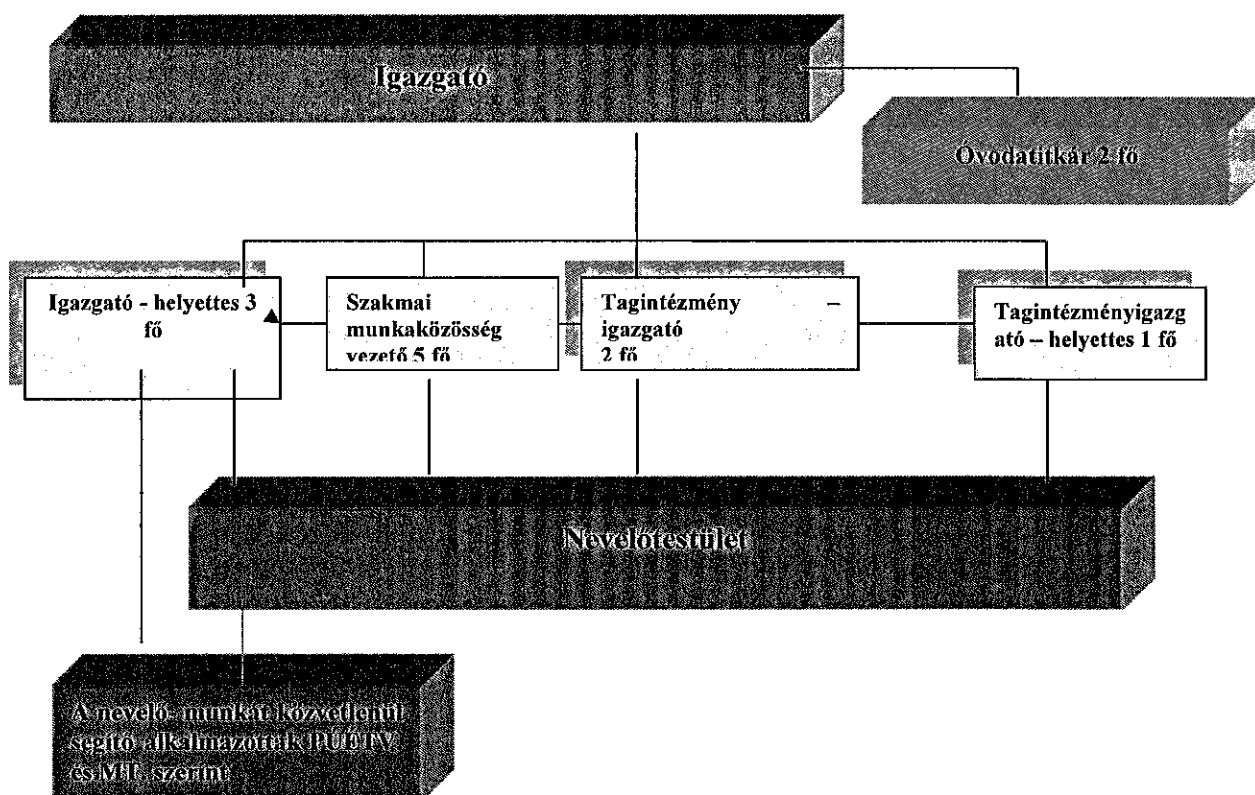 Igazgató
Óvodatitkár 2 fő
Igazgató - helyettes 3
fő
Szakmai
munkaközösség
vezető 5 fő
Tagintézmény –
igazgató
2 fő
Tagintézményigazg
ató – helyettes 1 fő
Nevelőtestület
A nevelő- munkát közvetlenül
segítő alkalmazottak PUÉTV
és MT. szerint